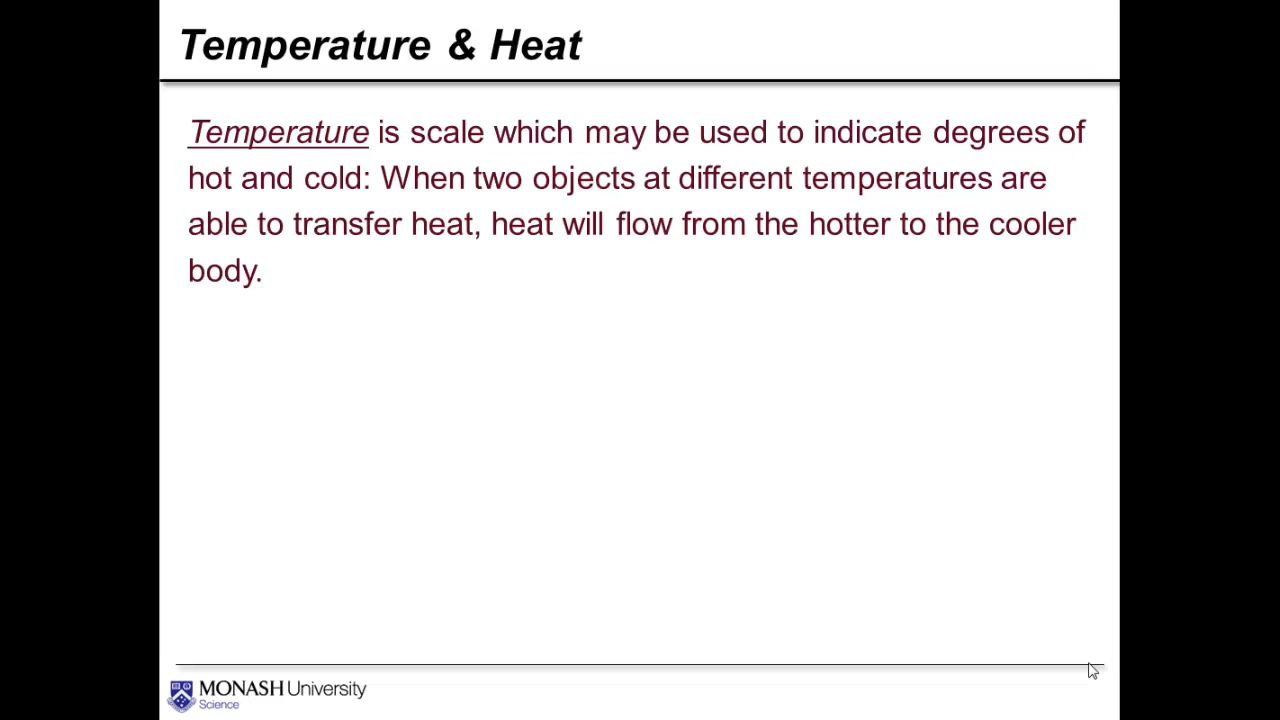 Temperature & Heat
Temperature is scale which may be used to indicate degrees of
hot and cold: When two objects at different temperatures are
able to transfer heat, heat will flow from the hotter to the cooler
body.
MONASH University
Science